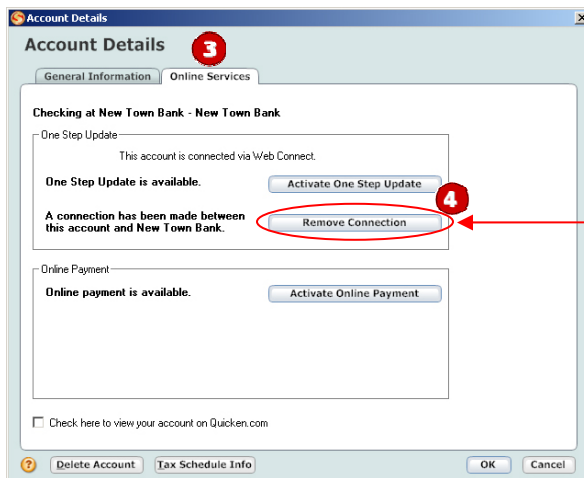 Account Details
Account Details
3
General Information
Online Services
Checking at New Town Bank - New Town Bank
One Step Update
This account is connected via Web Connect.
One Step Update is available.
Activate One Step Update
4
A connection has been made between
this account and New Town Bank.
Remove Connection
Online Payment
Online payment is available.
Activate Online Payment
Check here to view your account on Quicken.com
?
Delete Account
Tax Schedule Info
OK
Cancel